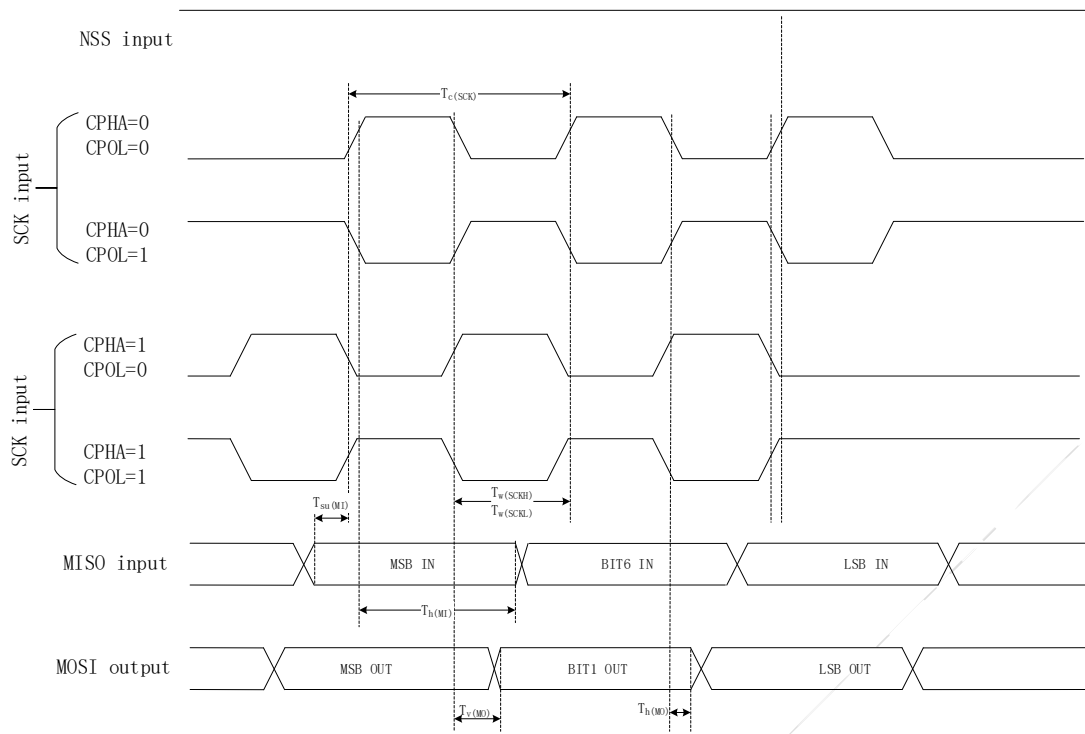 NSS input
Tc(SCK)
SCK input
CPHA=0
CPOL=0
CPHA=0
CPOL=1
SCK input
CPHA=1
CPOL=0
CPHA=1
CPOL=1
Tsu(MI)
Tw(SCKH)
Tw(SCKL)
MISO input
MSB IN
BIT6 IN
LSB IN
Th(MI)
MOSI output
MSB OUT
BIT1 OUT
LSB OUT
Tv(MO)
Th(MO)